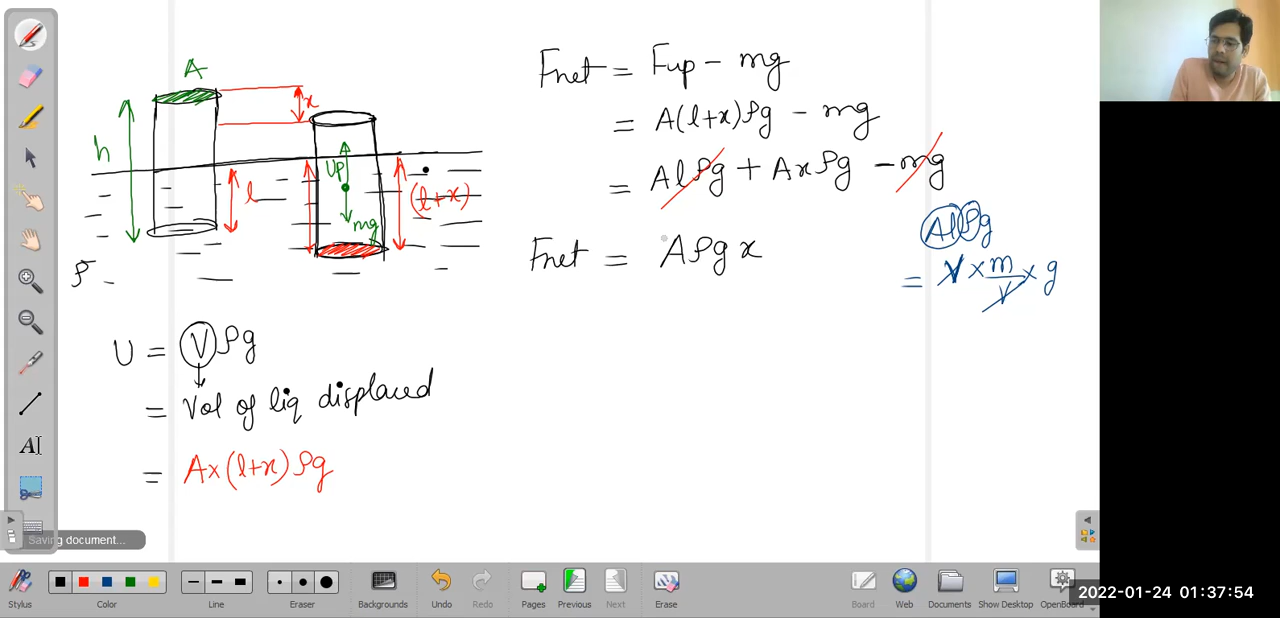 A
x
h
l
UP
mg
(l+x)
ρ
U = Vρg
= Vol of liq displaced
= A×(l+x)ρg
Fnet = Fup − mg
= A(l+x)ρg − mg
= Alρg + Axρg − mg
Fnet = Aρg x
Alρg
= V × m/V × g
A
Saving document...
Stylus
Color
Line
Eraser
Backgrounds
Undo
Redo
Pages
Previous
Next
Erase
Board
Web
Documents
Show Desktop
OpenBoard
2022-01-24 01:37:54